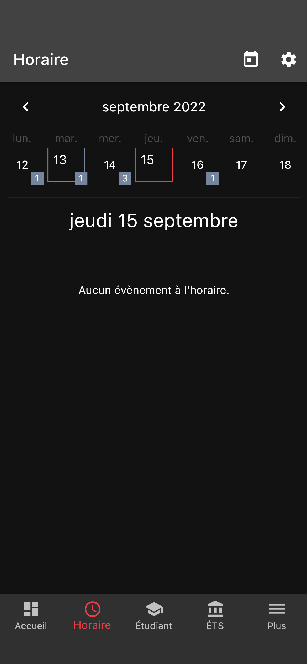 Horaire
septembre 2022
lun. mar. mer. jeu. ven. sam. dim.
12 13 14 15 16 17 18
1 1 3 1
jeudi 15 septembre
Aucun évènement à l'horaire.
Accueil Horaire Étudiant ÉTS Plus